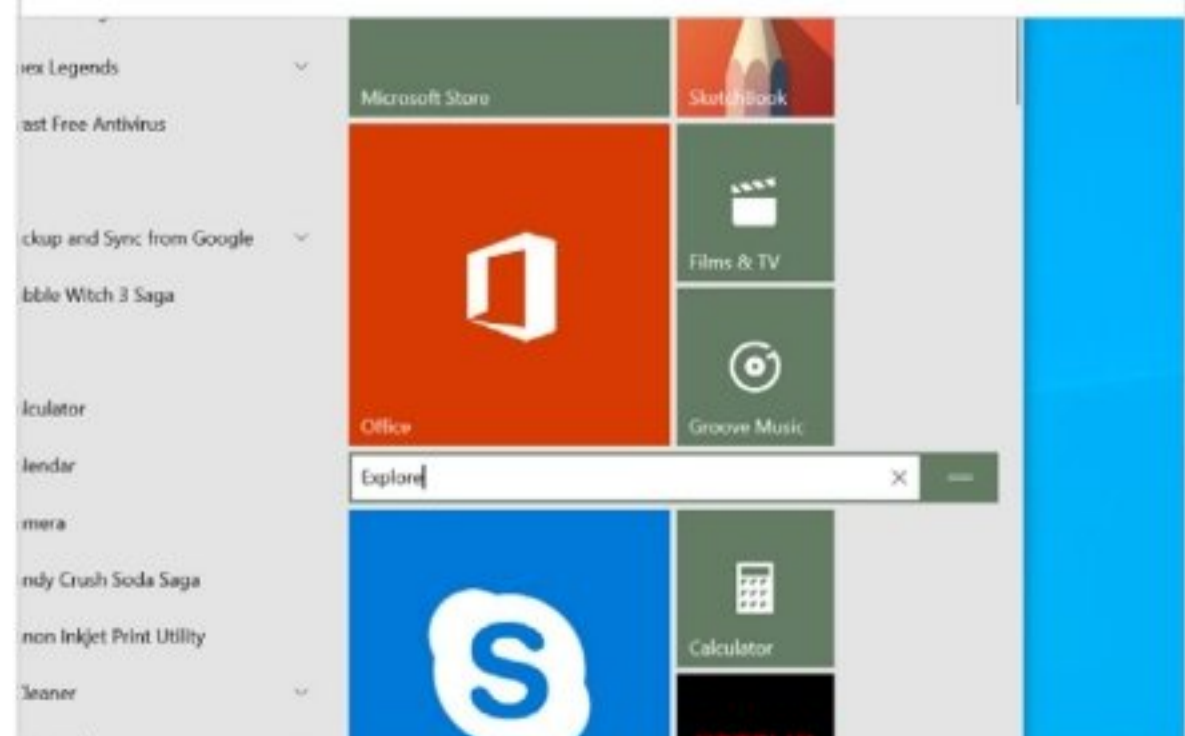 ex Legends
ast Free Antivirus
ckup and Sync from Google
bble Witch 3 Saga
lculator
lendar
mera
ndy Crush Soda Saga
non Inkjet Print Utility
Cleaner
Microsoft Store
SketchBook
Office
Films & TV
Groove Music
Explore
S
Calculator